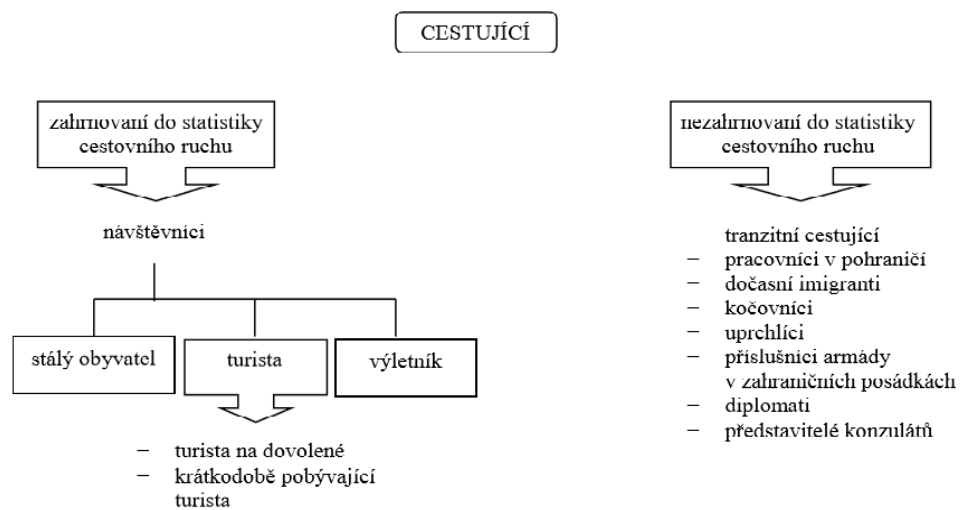 CESTUJÍCÍ
zahrnovaní do statistiky
cestovního ruchu
návštěvníci
stálý obyvatel
turista
výletník
– turista na dovolené
– krátkodobě pobývající
turista
nezahrnovaní do statistiky
cestovního ruchu
tranzitní cestující
– pracovníci v pohraničí
– dočasní imigranti
– kočovníci
– uprchlíci
– příslušníci armády
v zahraničních posádkách
– diplomati
– představitelé konzulátů